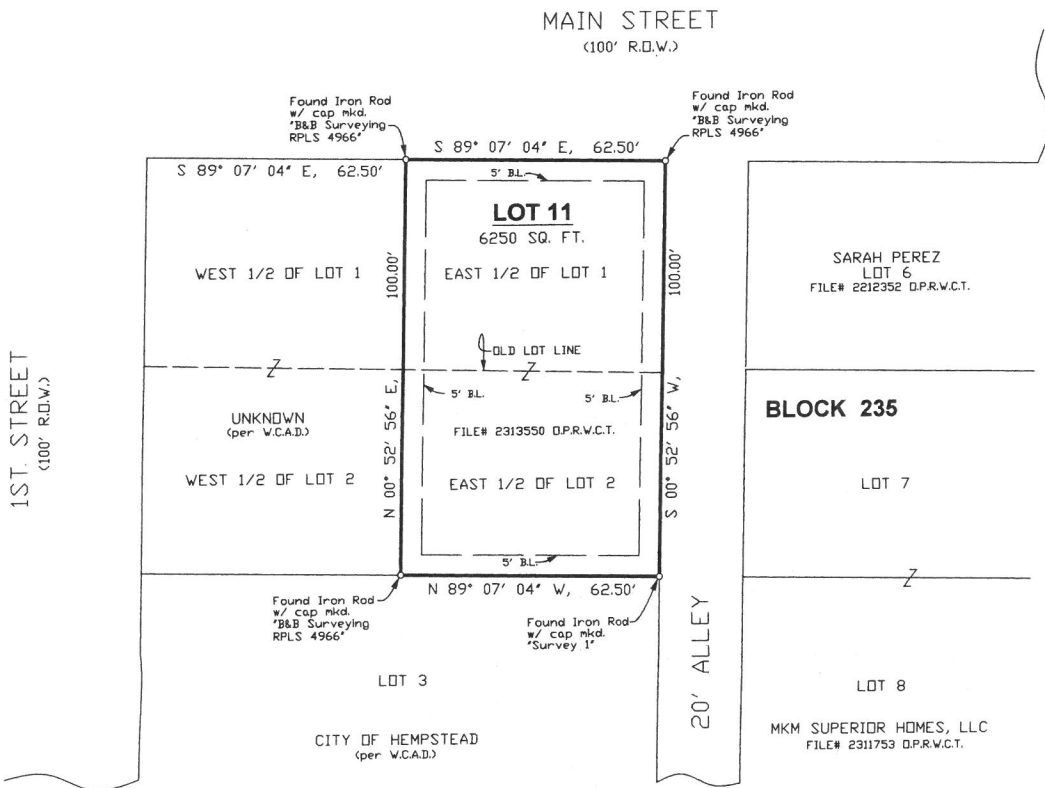 MAIN STREET
(100' R.O.W.)
Found Iron Rod
w/ cap mkd.
"B&B Surveying
RPLS 4966"
Found Iron Rod
w/ cap mkd.
"B&B Surveying
RPLS 4966"
S 89° 07' 04" E, 62.50'
S 89° 07' 04" E, 62.50'
5' B.L.
LOT 11
6250 SQ. FT.
WEST 1/2 OF LOT 1
100.00'
EAST 1/2 OF LOT 1
100.00'
SARAH PEREZ
LOT 6
FILE# 2212352 O.P.R.W.C.T.
OLD LOT LINE
1ST. STREET
(100' R.O.W.)
UNKNOWN
(per W.C.A.D.)
WEST 1/2 OF LOT 2
N 00° 52' 56" E,
5' B.L.
5' B.L.
FILE# 2313550 O.P.R.W.C.T.
EAST 1/2 OF LOT 2
S 00° 52' 56" W,
BLOCK 235
LOT 7
5' B.L.
N 89° 07' 04" W, 62.50'
Found Iron Rod
w/ cap mkd.
"B&B Surveying
RPLS 4966"
Found Iron Rod
w/ cap mkd.
"Survey 1"
20' ALLEY
LOT 3
CITY OF HEMPSTEAD
(per W.C.A.D.)
LOT 8
MKM SUPERIOR HOMES, LLC
FILE# 2311753 O.P.R.W.C.T.